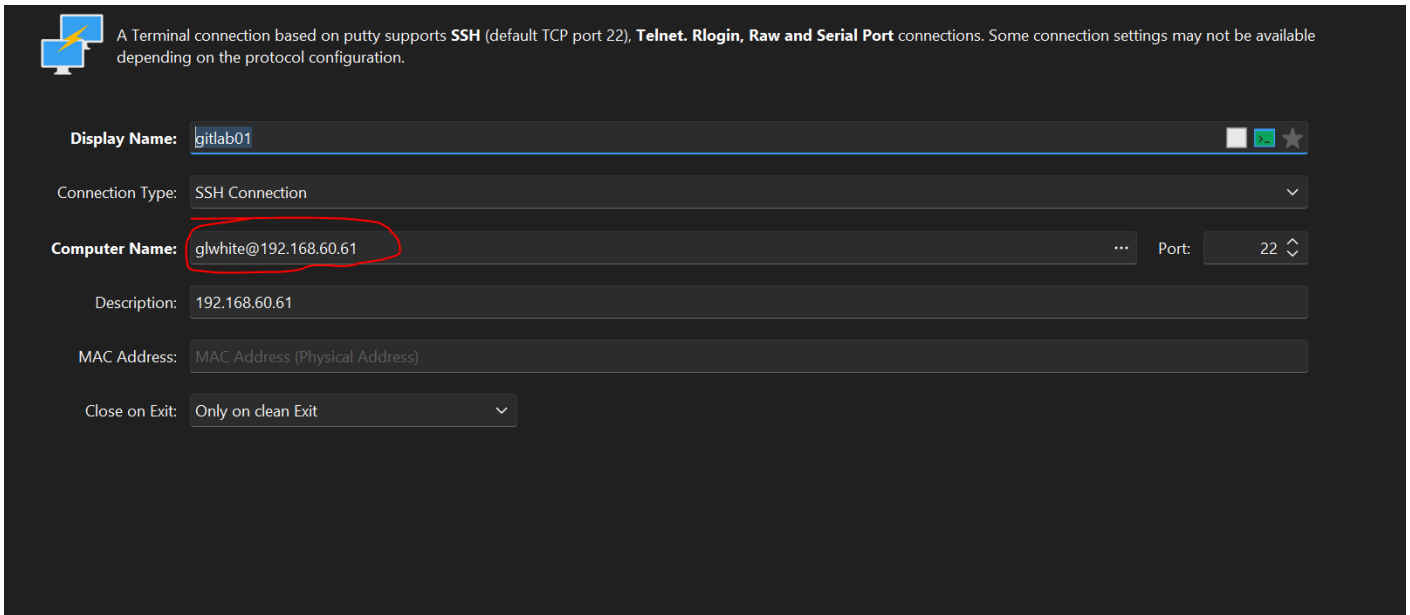 A Terminal connection based on putty supports SSH (default TCP port 22), Telnet. Rlogin, Raw and Serial Port connections. Some connection settings may not be available
depending on the protocol configuration.
Display Name: gitlab01
Connection Type: SSH Connection
Computer Name: glwhite@192.168.60.61 ... Port: 22
Description: 192.168.60.61
MAC Address: MAC Address (Physical Address)
Close on Exit: Only on clean Exit